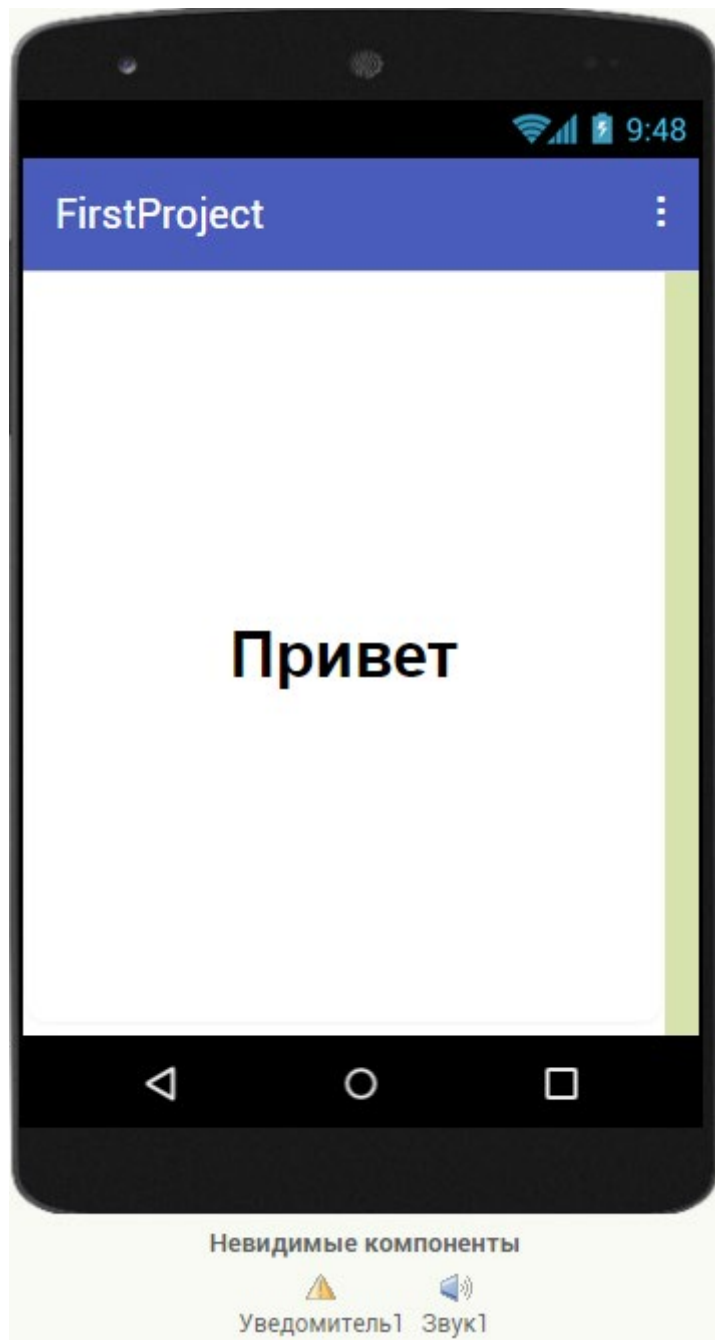 9:48
FirstProject
Привет
Невидимые компоненты
Уведомитель1 Звук1